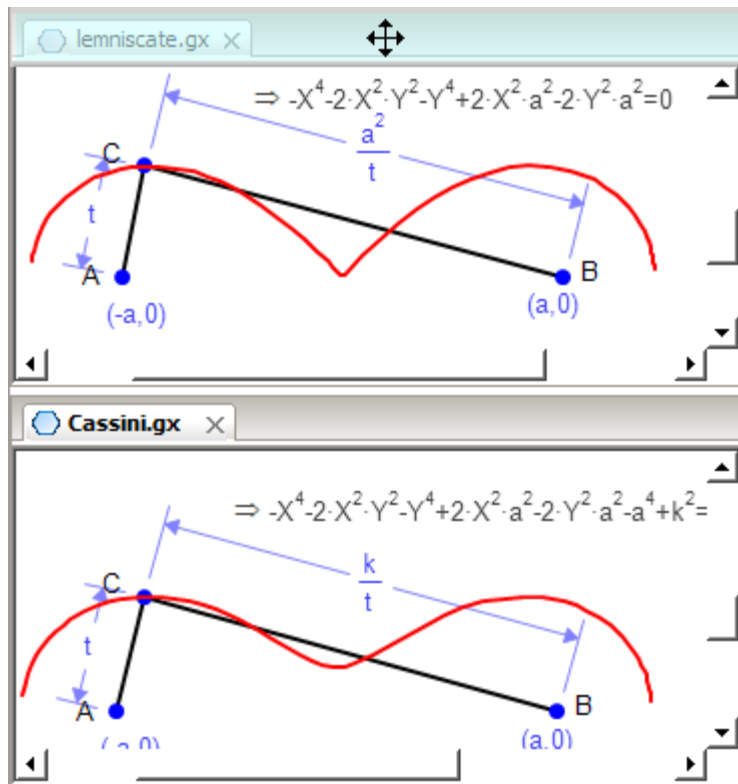 lemniscate.gx
⇒ -X⁴-2·X²·Y²-Y⁴+2·X²·a²-2·Y²·a²=0
a²
t
C
t
A
B
(-a,0)
(a,0)
Cassini.gx
⇒ -X⁴-2·X²·Y²-Y⁴+2·X²·a²-2·Y²·a²-a⁴+k²=
k
t
C
t
A
B
(-a,0)
(a,0)